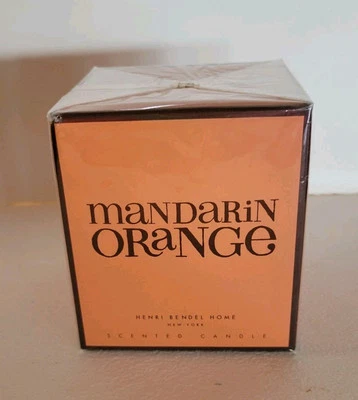 mANDARiN
ORaNGe
HENRI BENDEL HOME
NEW YORK
SCENTED CANDLE